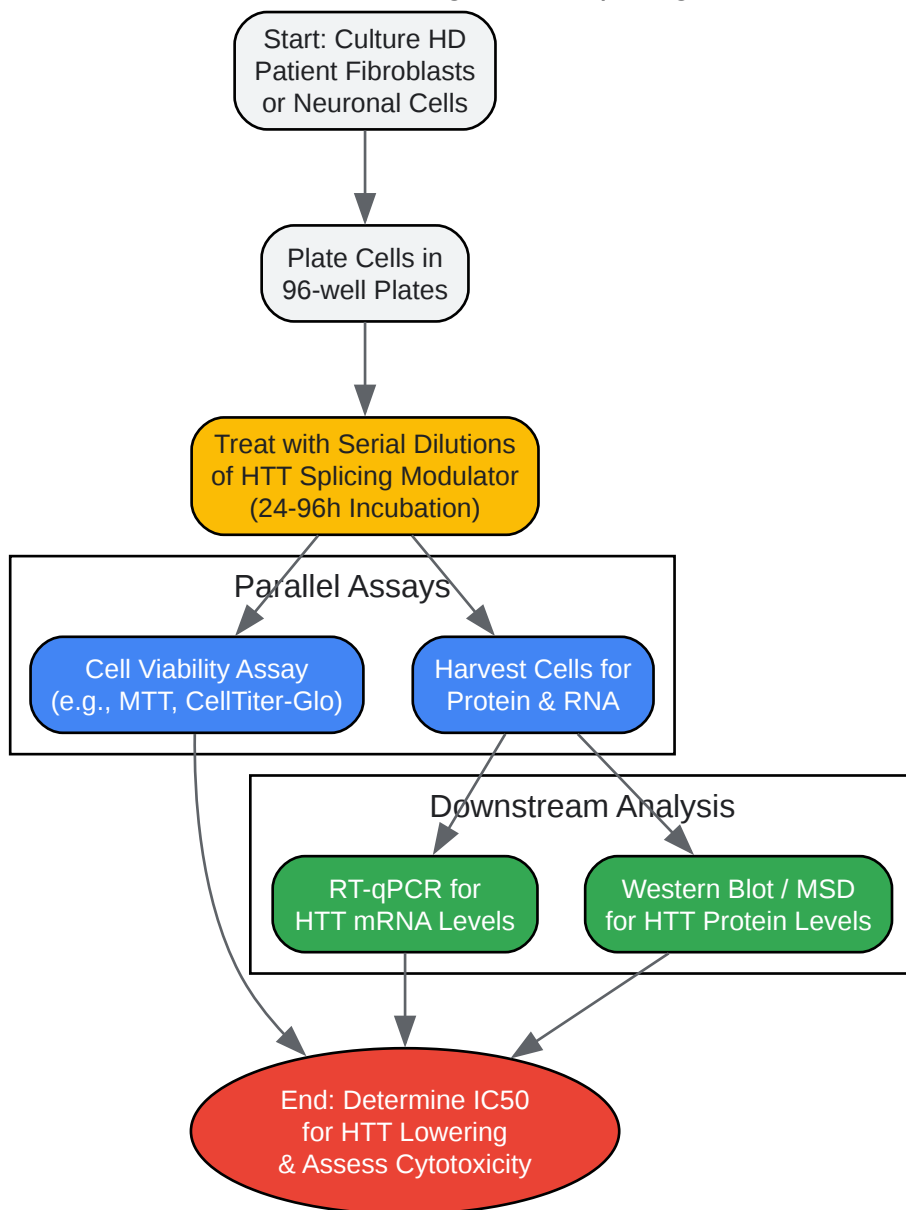 Start: Culture HD
Patient Fibroblasts
or Neuronal Cells
Plate Cells in
96-well Plates
Treat with Serial Dilutions
of HTT Splicing Modulator
(24-96h Incubation)
Parallel Assays
Cell Viability Assay
(e.g., MTT, CellTiter-Glo)
Harvest Cells for
Protein & RNA
Downstream Analysis
RT-qPCR for
HTT mRNA Levels
Western Blot / MSD
for HTT Protein Levels
End: Determine IC50
for HTT Lowering
& Assess Cytotoxicity